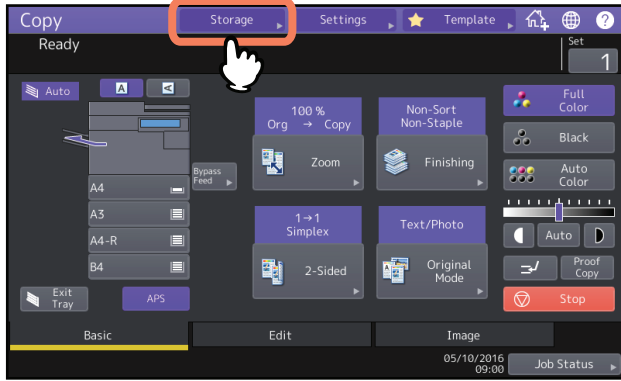 Copy
Storage
Settings
Template
?
Ready
Set
1
Auto
A
A
A4
A3
A4-R
B4
Bypass
Feed
Exit
Tray
APS
100 %
Org → Copy
Zoom
Non-Sort
Non-Staple
Finishing
1→1
Simplex
2-Sided
Text/Photo
Original
Mode
Full
Color
Black
Auto
Color
Auto
Proof
Copy
Stop
Basic
Edit
Image
05/10/2016
09:00
Job Status